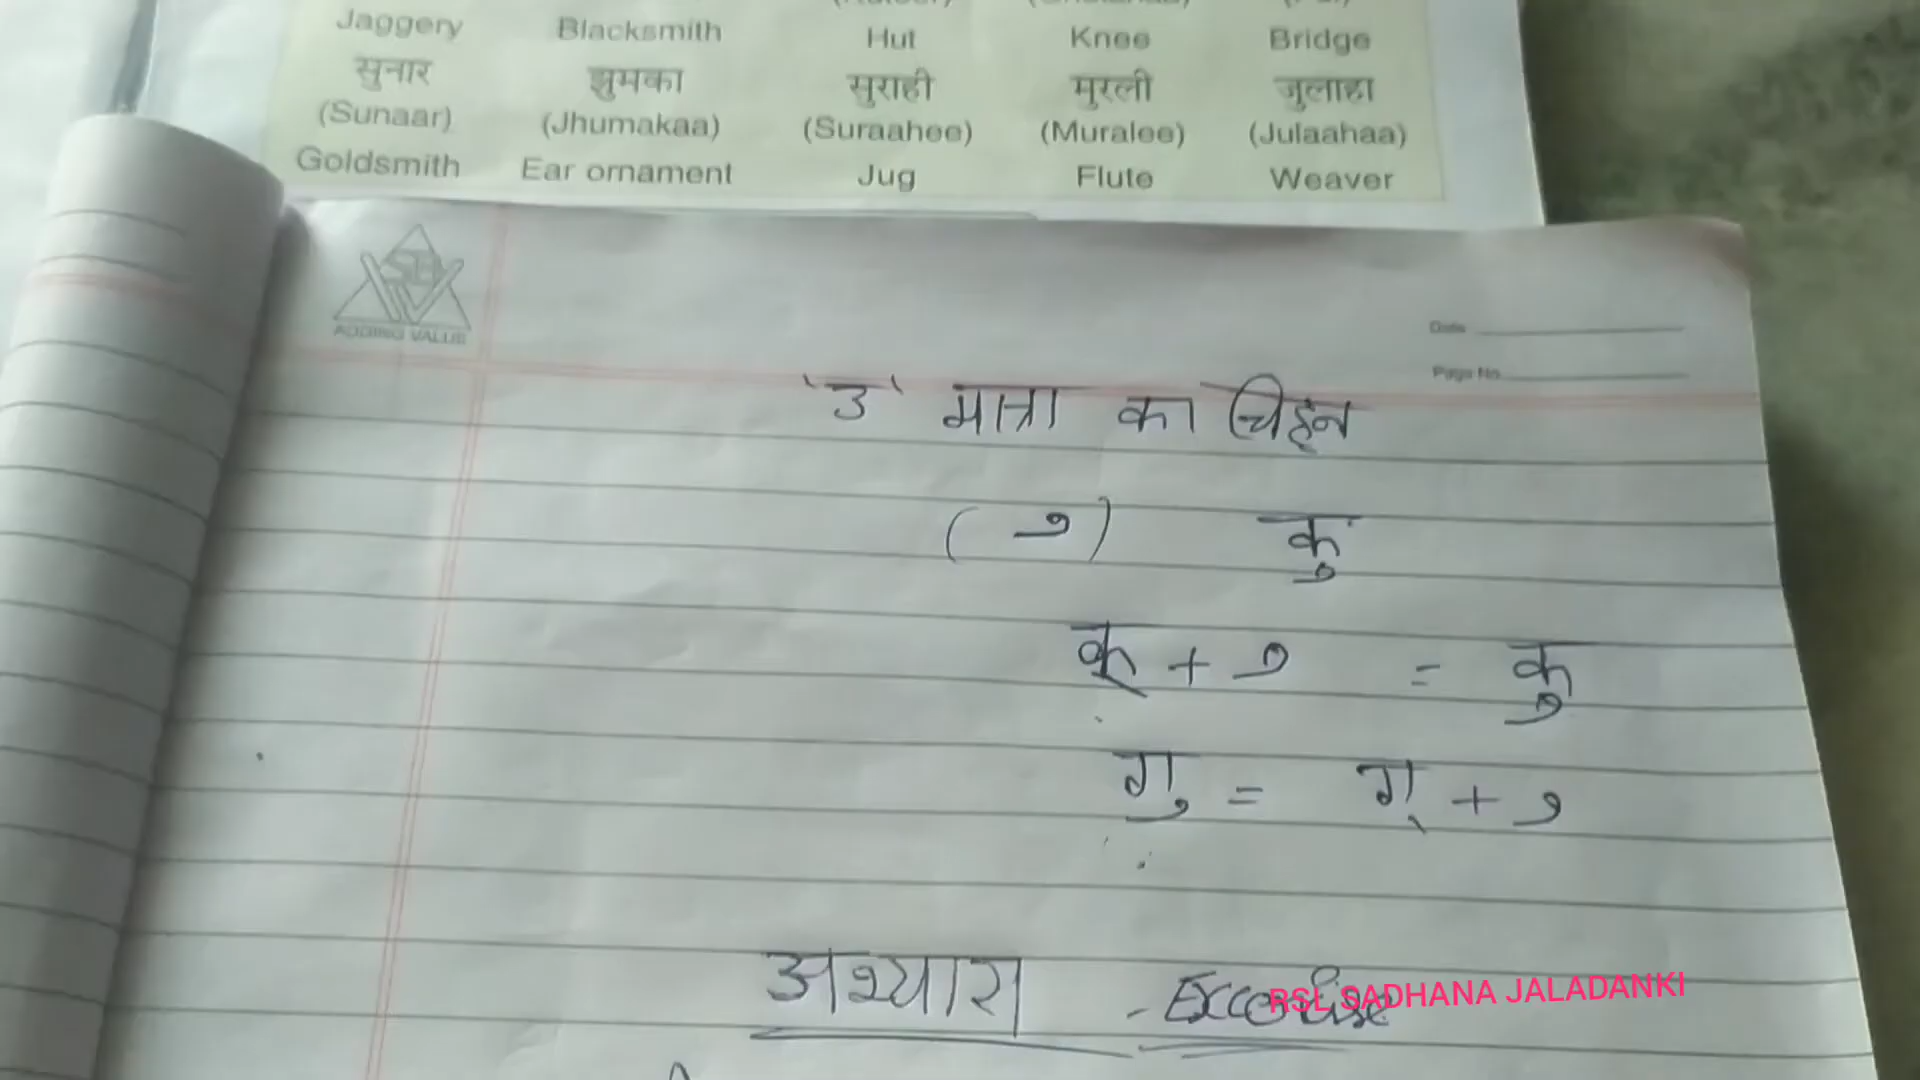 Jaggery Blacksmith Hut Knee Bridge
सुनार झुमका सुराही मुरली जुलाहा
(Sunaar) (Jhumakaa) (Suraahee) (Muralee) (Julaahaa)
Goldsmith Ear ornament Jug Flute Weaver
ADDING VALUE
Date
Page No.
'उ' मात्रा का चिह्न
( ु ) कु
क् + ु = कु
गु = ग् + ु
अभ्यास -
RSL SADHANA JALADANKI